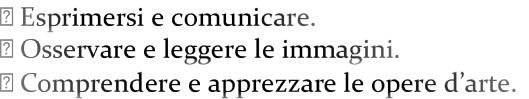 Esprimersi e comunicare.
Osservare e leggere le immagini.
Comprendere e apprezzare le opere d’arte.